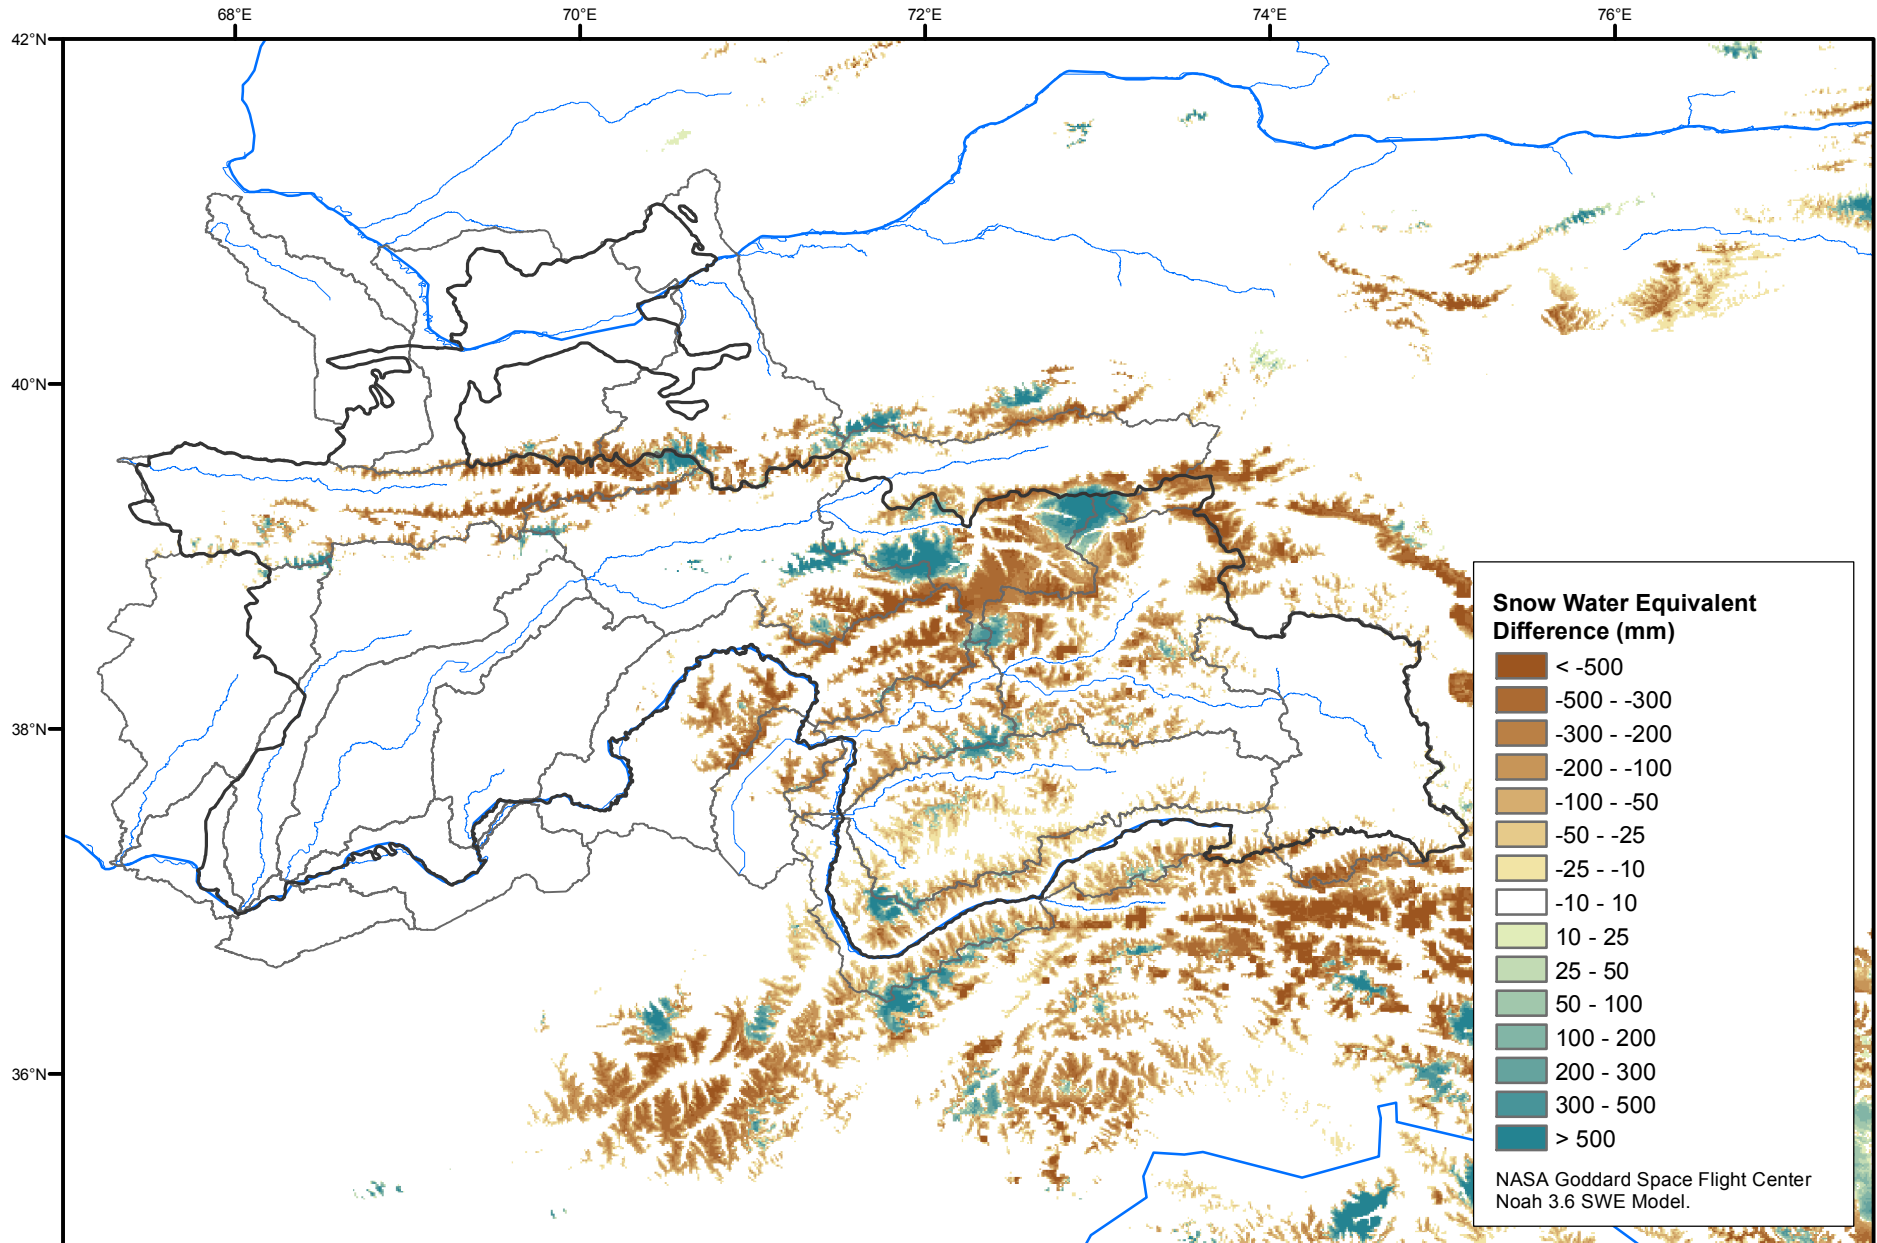 68°E 70°E 72°E 74°E 76°E
42°N
40°N
38°N
36°N
Snow Water Equivalent
Difference (mm)
< -500
-500 - -300
-300 - -200
-200 - -100
-100 - -50
-50 - -25
-25 - -10
-10 - 10
10 - 25
25 - 50
50 - 100
100 - 200
200 - 300
300 - 500
> 500
NASA Goddard Space Flight Center
Noah 3.6 SWE Model.